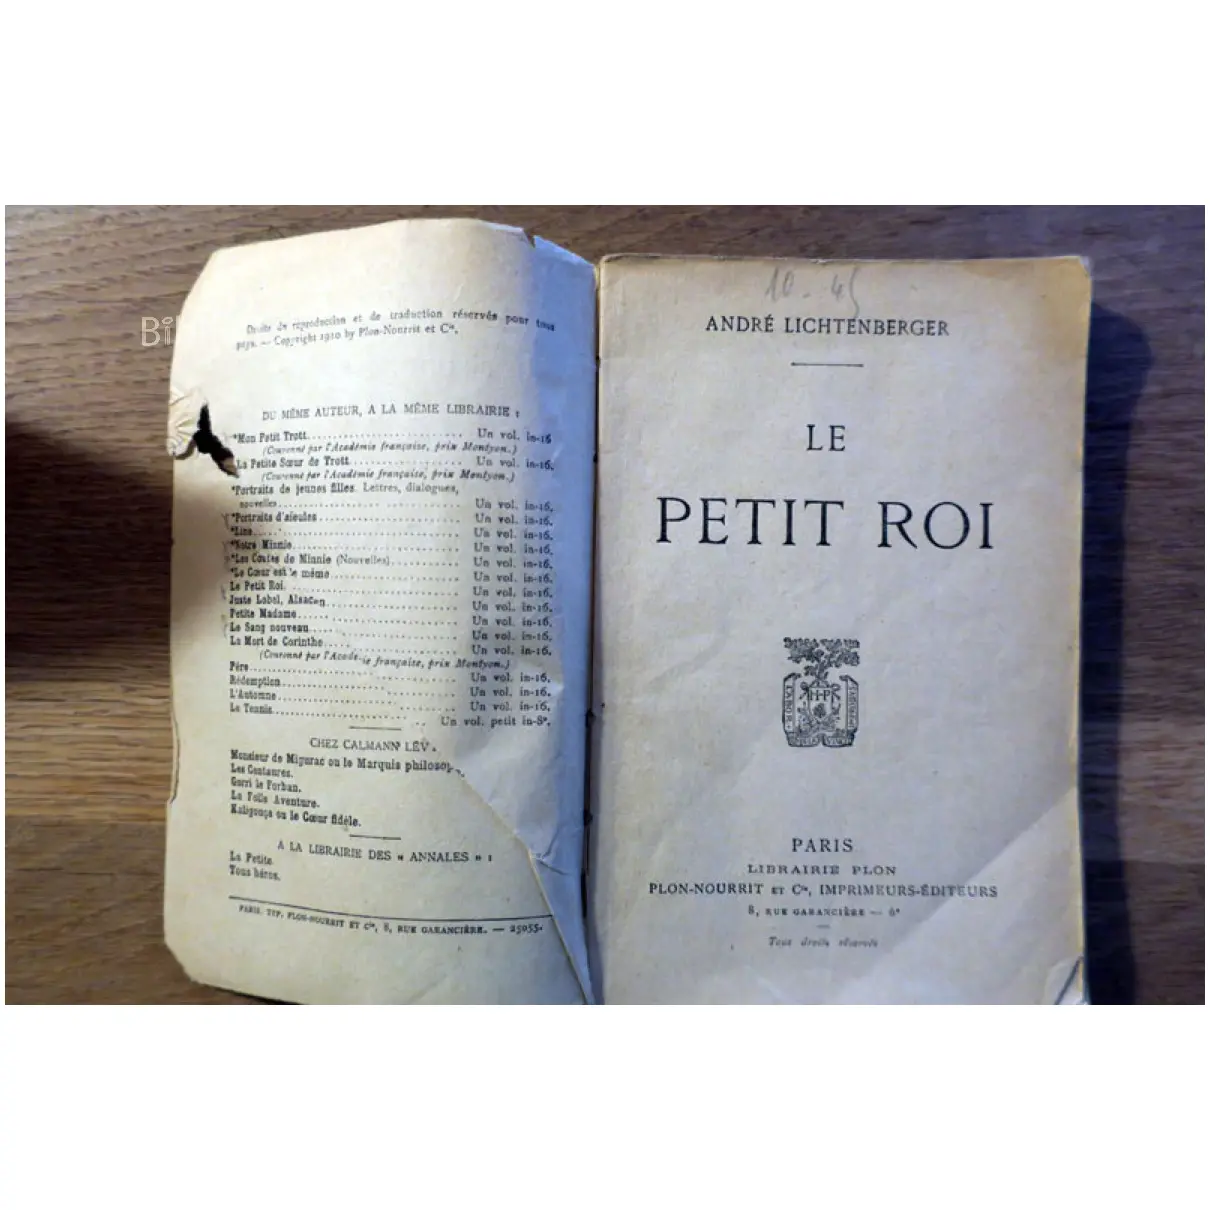 Bil
Droits de reproduction et de traduction réservés pour tous
pays. — Copyright 1910 by Plon-Nourrit et Cie.
DU MÊME AUTEUR, A LA MÊME LIBRAIRIE :
*Mon Petit Trott. Un vol. in-16
(Couronné par l'Académie française, prix Montyon.)
*La Petite Sœur de Trott. Un vol. in-16.
(Couronné par l'Académie française, prix Montyon.)
*Portraits de jeunes filles. Lettres, dialogues,
nouvelles. Un vol. in-16.
*Portraits d'aïeules. Un vol. in-16.
*Line. Un vol. in-16.
*Notre Minnie. Un vol. in-16.
*Les Contes de Minnie (Nouvelles). Un vol. in-16.
*Le Cœur est le même. Un vol. in-16.
Le Petit Roi. Un vol. in-16.
Juste Lobel, Alsacien. Un vol. in-16.
Petite Madame. Un vol. in-16.
Le Sang nouveau. Un vol. in-16.
La Mort de Corinthe. Un vol. in-16.
(Couronné par l'Académie française, prix Montyon.)
Père. Un vol. in-16.
Rédemption. Un vol. in-16.
L'Automne. Un vol. in-16.
Le Tennis. Un vol. petit in-8°.
CHEZ CALMANN LÉV
Monsieur de Migurac ou le Marquis philosop
Les Centaures.
Gorri le Forban.
La Folle Aventure.
Kaligouça ou le Cœur fidèle.
A LA LIBRAIRIE DES « ANNALES » :
La Petite.
Tous héros.
PARIS. TYP. PLON-NOURRIT ET Cie, 8, RUE GARANCIÈRE. — 25055.
10.45
ANDRÉ LICHTENBERGER
LE
PETIT ROI
LABOR H-P IMPROBUS
OMNIA VINCIT
PARIS
LIBRAIRIE PLON
PLON-NOURRIT ET Cie, IMPRIMEURS-ÉDITEURS
8, RUE GARANCIÈRE — 6e
Tous droits réservés